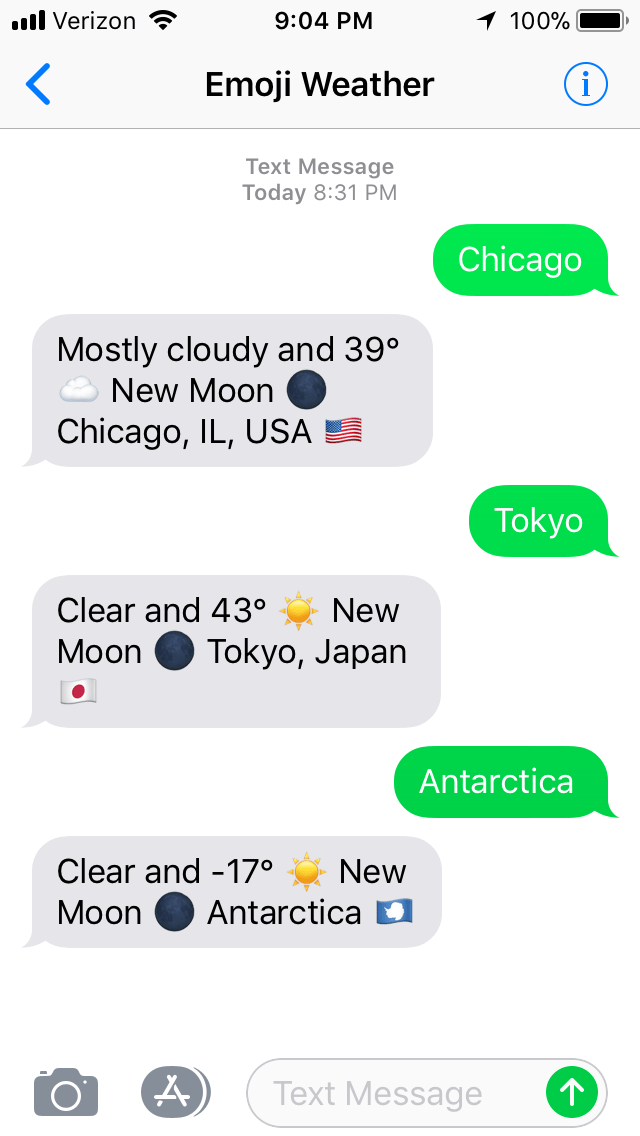 Verizon 9:04 PM 100%
Emoji Weather
Text Message
Today 8:31 PM
Chicago
Mostly cloudy and 39°
☁️ New Moon 🌑
Chicago, IL, USA 🇺🇸
Tokyo
Clear and 43° ☀️ New
Moon 🌑 Tokyo, Japan
🇯🇵
Antarctica
Clear and -17° ☀️ New
Moon 🌑 Antarctica 🇦🇶
Text Message